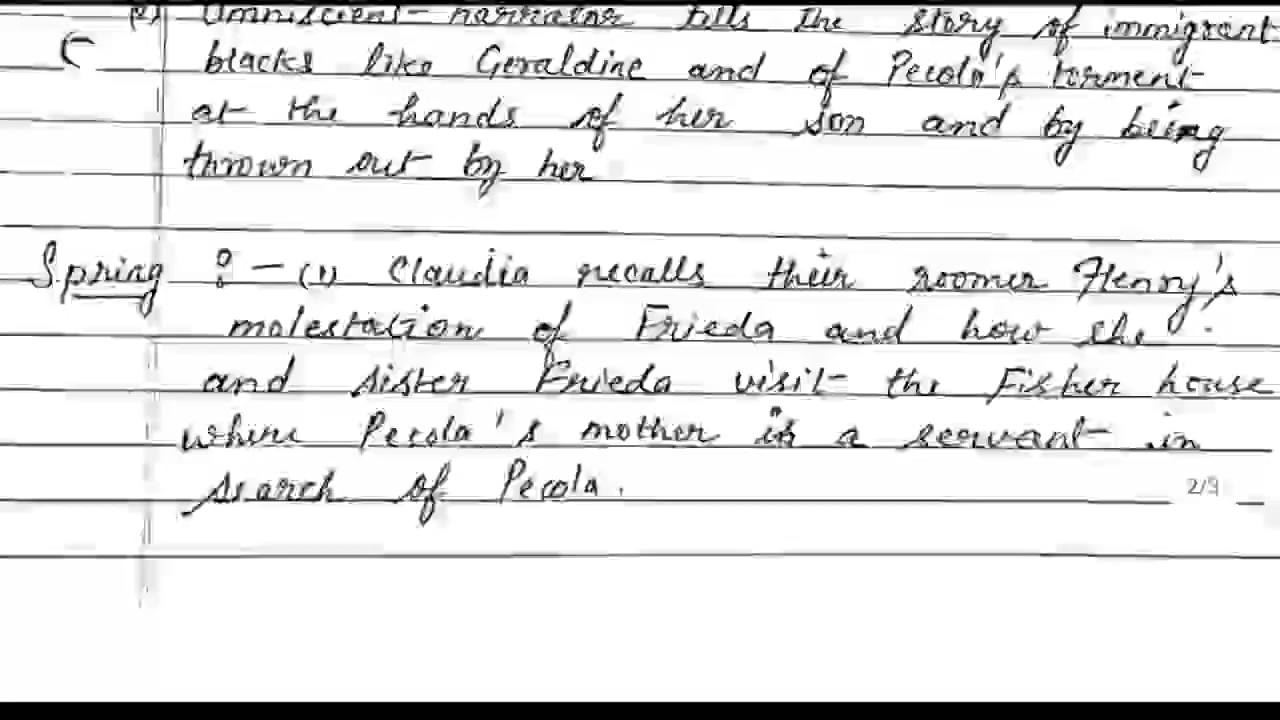 (2) Omniscient narrator tells the story of immigrant
blacks like Geraldine and of Pecola's torment
at the hands of her son and by being
thrown out by her
Spring :- (1) Claudia recalls their roomer Henry's
molestation of Frieda and how she
and sister Frieda visit the Fisher house
where Pecola's mother is a servant in
search of Pecola.
2/9